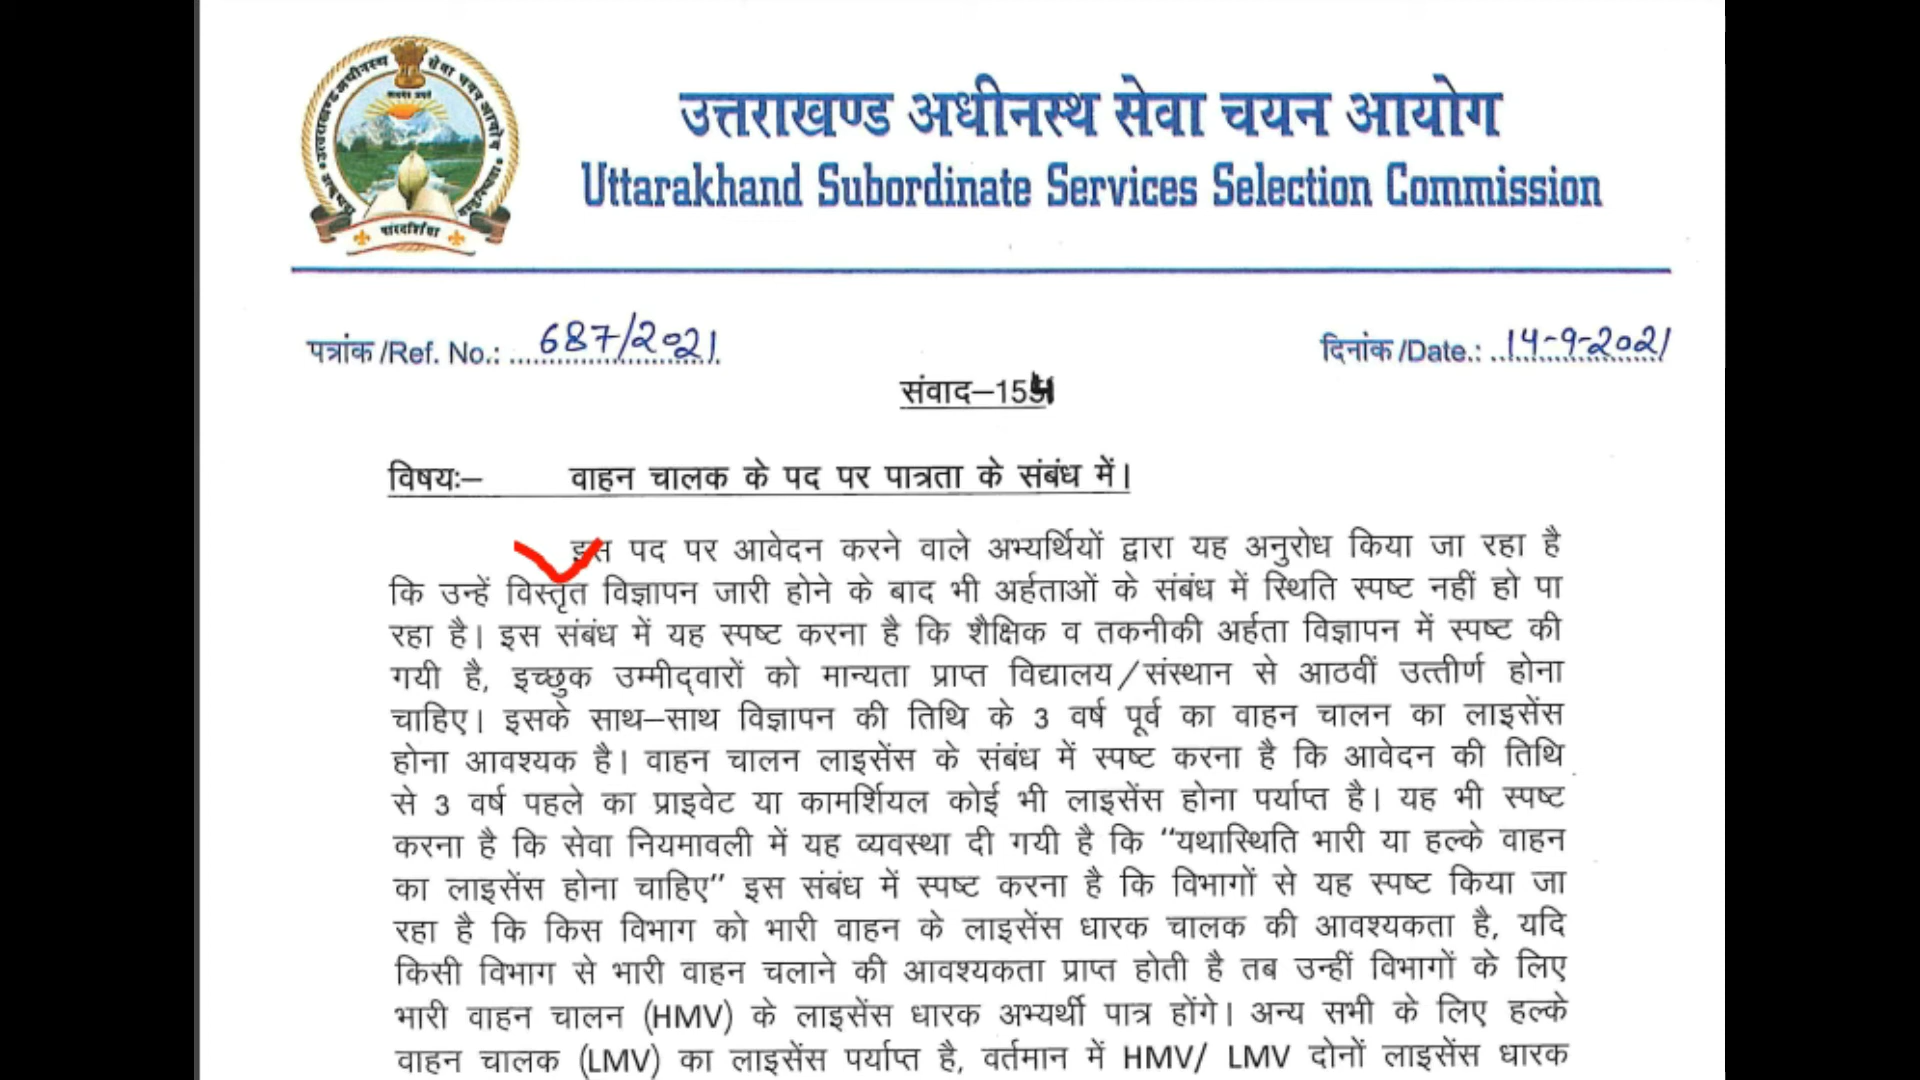 उत्तराखण्ड अधीनस्थ सेवा चयन आयोग
Uttarakhand Subordinate Services Selection Commission
पारदर्शिता
पत्रांक /Ref. No.: 687/2021
दिनांक /Date.: 14-9-2021
संवाद–154
विषयः– वाहन चालक के पद पर पात्रता के संबंध में।
इस पद पर आवेदन करने वाले अभ्यर्थियों द्वारा यह अनुरोध किया जा रहा है
कि उन्हें विस्तृत विज्ञापन जारी होने के बाद भी अर्हताओं के संबंध में स्थिति स्पष्ट नहीं हो पा
रहा है। इस संबंध में यह स्पष्ट करना है कि शैक्षिक व तकनीकी अर्हता विज्ञापन में स्पष्ट की
गयी है, इच्छुक उम्मीद्वारों को मान्यता प्राप्त विद्यालय/संस्थान से आठवीं उत्तीर्ण होना
चाहिए। इसके साथ–साथ विज्ञापन की तिथि के 3 वर्ष पूर्व का वाहन चालन का लाइसेंस
होना आवश्यक है। वाहन चालन लाइसेंस के संबंध में स्पष्ट करना है कि आवेदन की तिथि
से 3 वर्ष पहले का प्राइवेट या कामर्शियल कोई भी लाइसेंस होना पर्याप्त है। यह भी स्पष्ट
करना है कि सेवा नियमावली में यह व्यवस्था दी गयी है कि "यथास्थिति भारी या हल्के वाहन
का लाइसेंस होना चाहिए" इस संबंध में स्पष्ट करना है कि विभागों से यह स्पष्ट किया जा
रहा है कि किस विभाग को भारी वाहन के लाइसेंस धारक चालक की आवश्यकता है, यदि
किसी विभाग से भारी वाहन चलाने की आवश्यकता प्राप्त होती है तब उन्हीं विभागों के लिए
भारी वाहन चालन (HMV) के लाइसेंस धारक अभ्यर्थी पात्र होंगे। अन्य सभी के लिए हल्के
वाहन चालक (LMV) का लाइसेंस पर्याप्त है, वर्तमान में HMV/ LMV दोनों लाइसेंस धारक